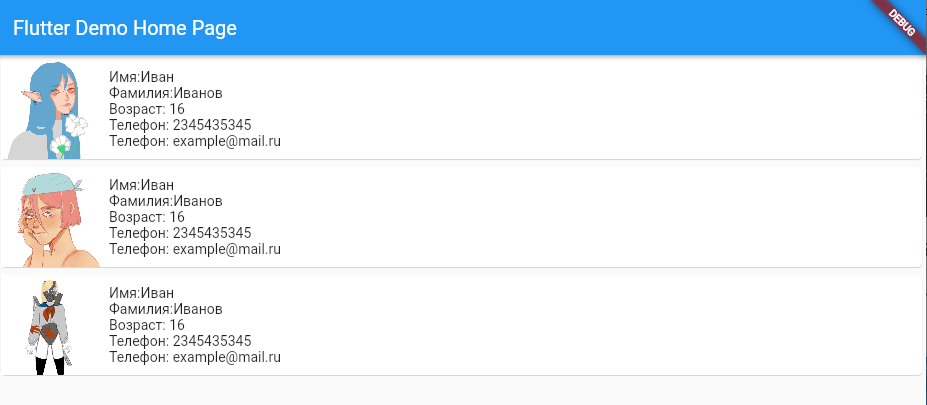 Flutter Demo Home Page
DEBUG
Имя:Иван
Фамилия:Иванов
Возраст: 16
Телефон: 2345435345
Телефон: example@mail.ru
Имя:Иван
Фамилия:Иванов
Возраст: 16
Телефон: 2345435345
Телефон: example@mail.ru
Имя:Иван
Фамилия:Иванов
Возраст: 16
Телефон: 2345435345
Телефон: example@mail.ru